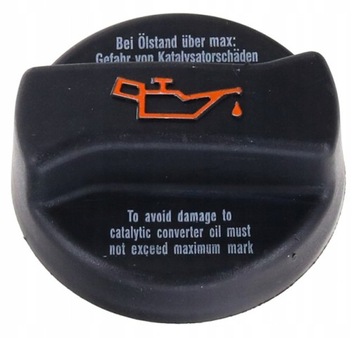 Bei Ölstand über max:
Gefahr von Katalysatorschäden
To avoid damage to
catalytic converter oil must
not exceed maximum mark